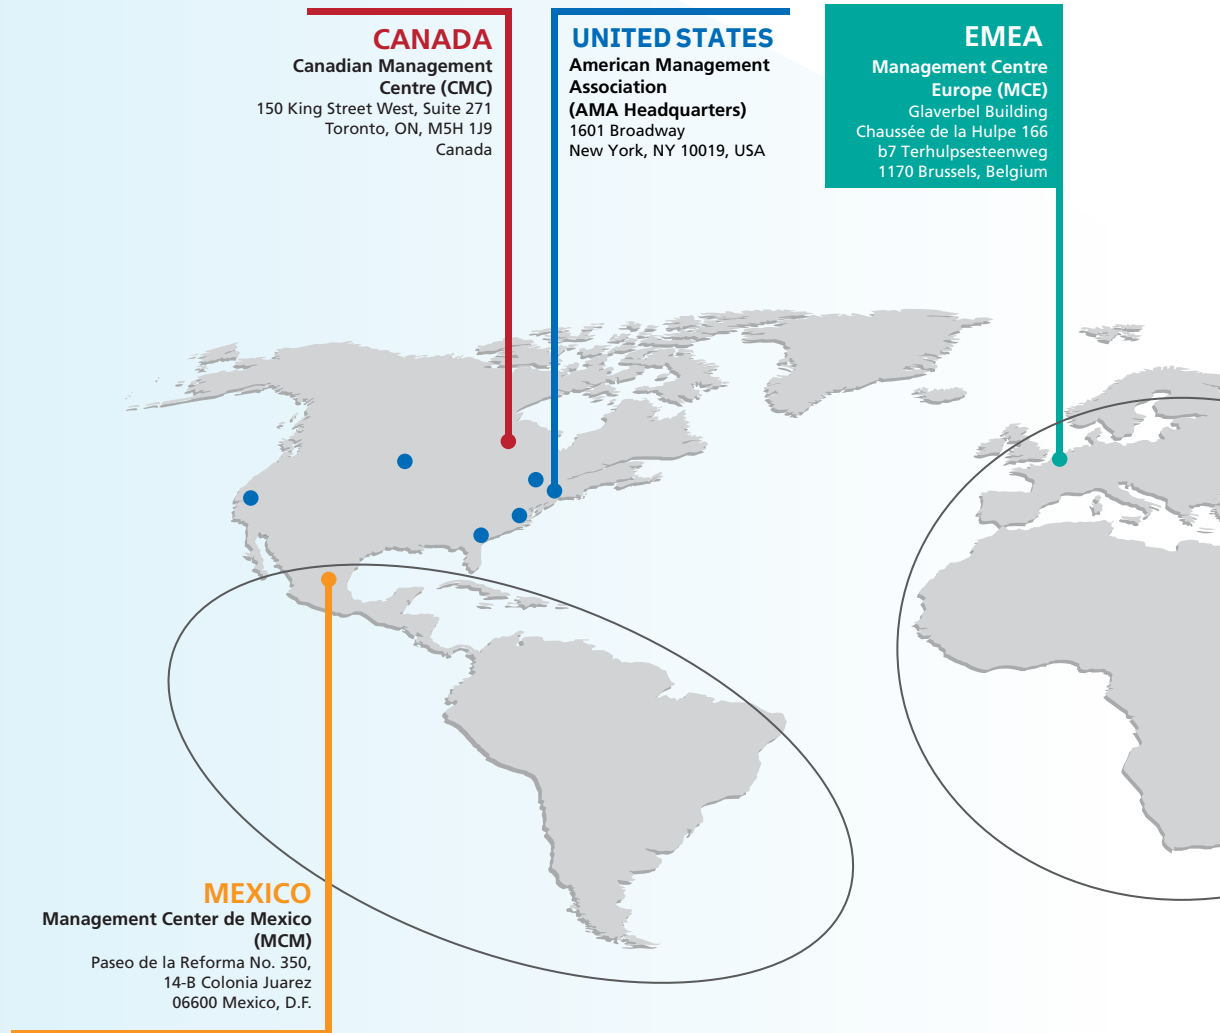 CANADA
Canadian Management
Centre (CMC)
150 King Street West, Suite 271
Toronto, ON, M5H 1J9
Canada
UNITED STATES
American Management
Association
(AMA Headquarters)
1601 Broadway
New York, NY 10019, USA
EMEA
Management Centre
Europe (MCE)
Glaverbel Building
Chaussée de la Hulpe 166
b7 Terhulpsesteenweg
1170 Brussels, Belgium
MEXICO
Management Center de Mexico
(MCM)
Paseo de la Reforma No. 350,
14-B Colonia Juarez
06600 Mexico, D.F.